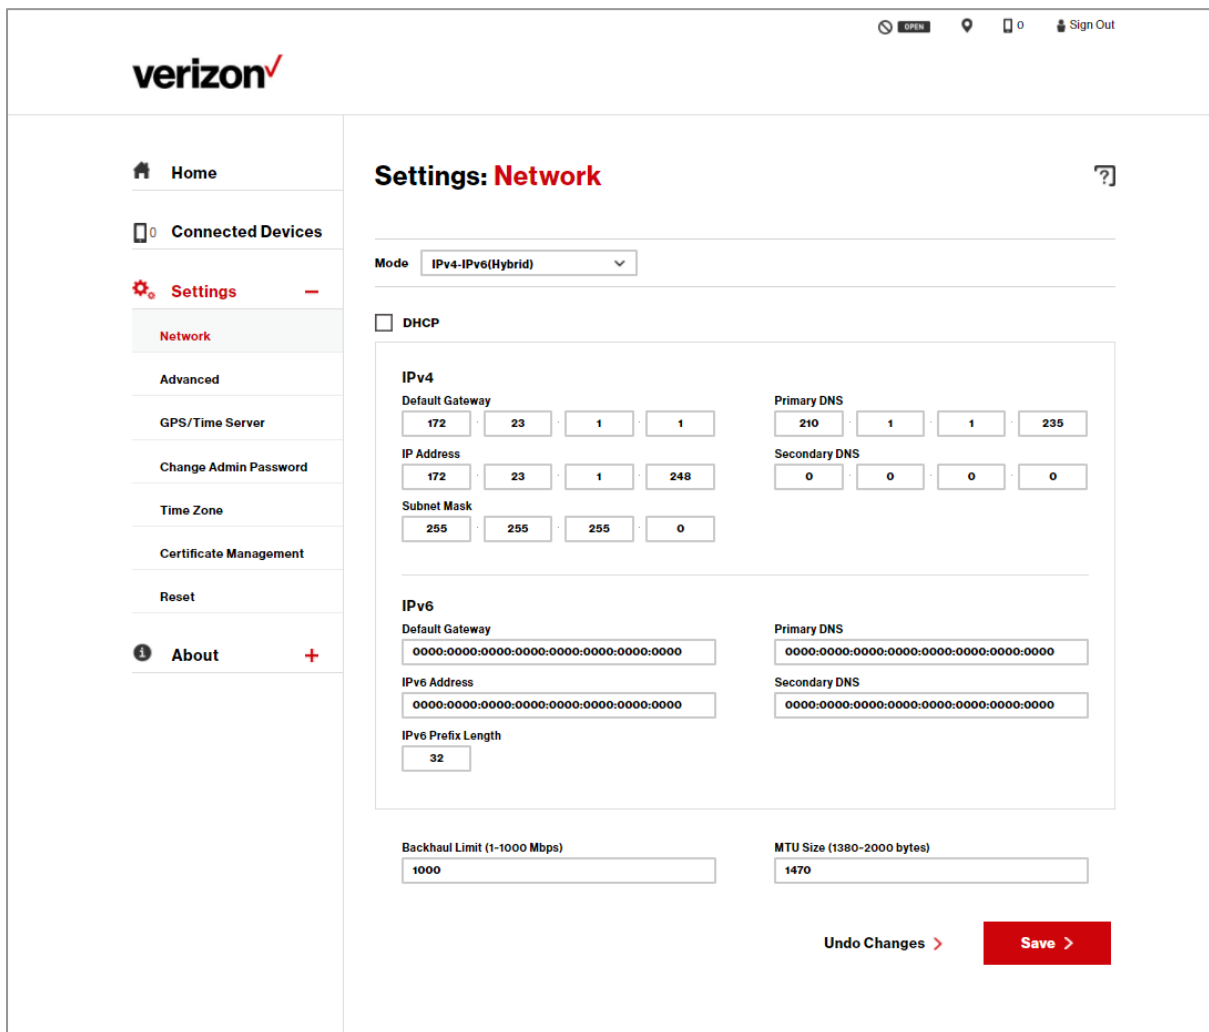 OPEN 0 Sign Out
verizon
Home
0 Connected Devices
Settings
Network
Advanced
GPS/Time Server
Change Admin Password
Time Zone
Certificate Management
Reset
About
Settings: Network
?
Mode IPv4-IPv6(Hybrid)
DHCP
IPv4
Default Gateway Primary DNS
172 . 23 . 1 . 1 210 . 1 . 1 . 235
IP Address Secondary DNS
172 . 23 . 1 . 248 0 . 0 . 0 . 0
Subnet Mask
255 . 255 . 255 . 0
IPv6
Default Gateway Primary DNS
0000:0000:0000:0000:0000:0000:0000:0000 0000:0000:0000:0000:0000:0000:0000:0000
IPv6 Address Secondary DNS
0000:0000:0000:0000:0000:0000:0000:0000 0000:0000:0000:0000:0000:0000:0000:0000
IPv6 Prefix Length
32
Backhaul Limit (1-1000 Mbps) MTU Size (1380-2000 bytes)
1000 1470
Undo Changes > Save >